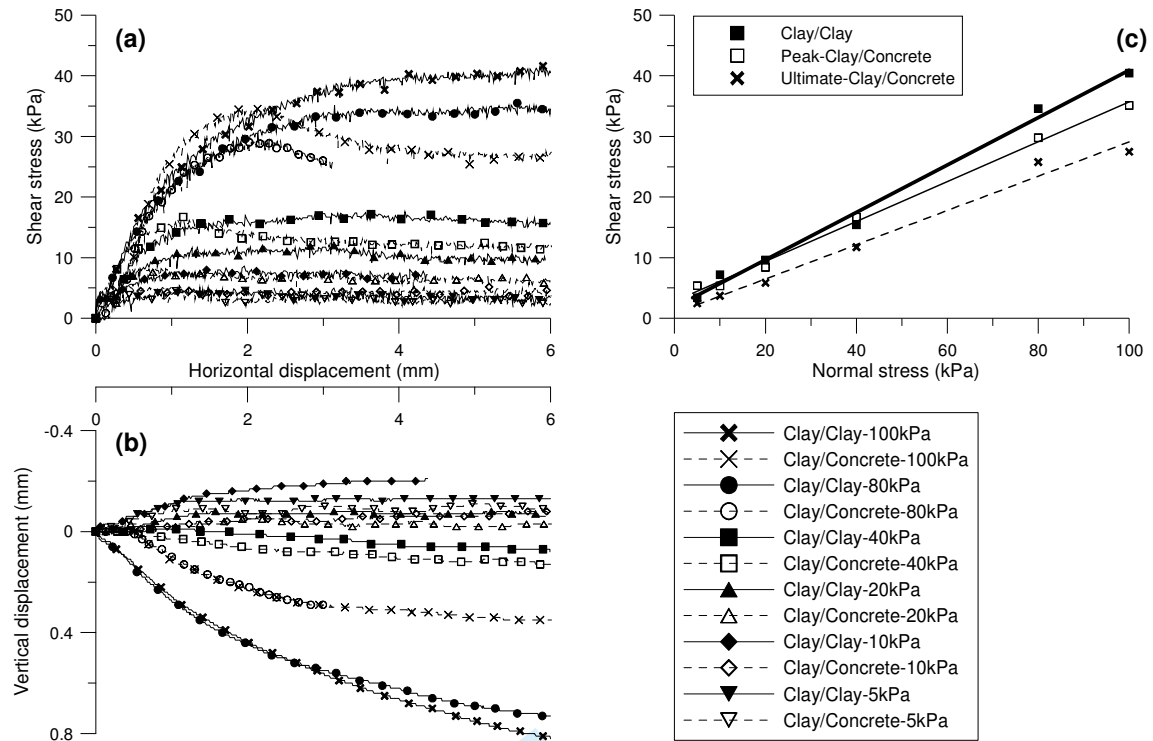 (a)
50
40
30
20
10
0
Shear stress (kPa)
0 2 4 6
Horizontal displacement (mm)
0 2 4 6
(b)
-0.4
0
0.4
0.8
Vertical displacement (mm)
(c)
Clay/Clay
Peak-Clay/Concrete
Ultimate-Clay/Concrete
50
40
30
20
10
0
Shear stress (kPa)
0 20 40 60 80 100
Normal stress (kPa)
Clay/Clay-100kPa
Clay/Concrete-100kPa
Clay/Clay-80kPa
Clay/Concrete-80kPa
Clay/Clay-40kPa
Clay/Concrete-40kPa
Clay/Clay-20kPa
Clay/Concrete-20kPa
Clay/Clay-10kPa
Clay/Concrete-10kPa
Clay/Clay-5kPa
Clay/Concrete-5kPa